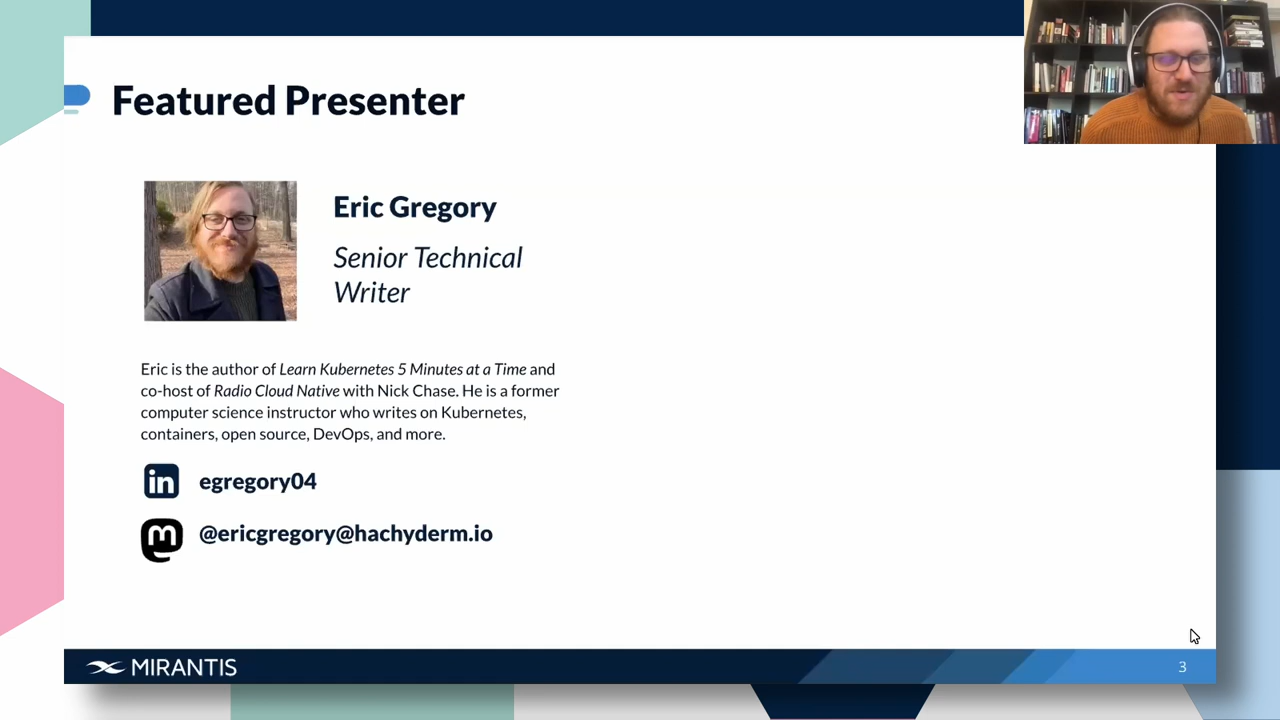 Featured Presenter
Eric Gregory
Senior Technical
Writer
Eric is the author of Learn Kubernetes 5 Minutes at a Time and
co-host of Radio Cloud Native with Nick Chase. He is a former
computer science instructor who writes on Kubernetes,
containers, open source, DevOps, and more.
in egregory04
@ericgregory@hachyderm.io
MIRANTIS
3